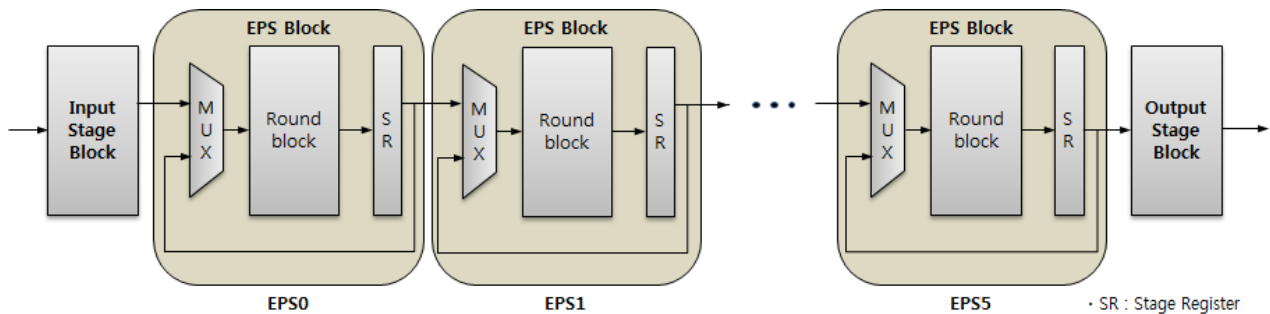 EPS Block
EPS Block
EPS Block
Input
Stage
Block
M
U
X
Round
block
S
R
M
U
X
Round
block
S
R
M
U
X
Round
block
S
R
Output
Stage
Block
EPS0
EPS1
EPS5
· SR : Stage Register